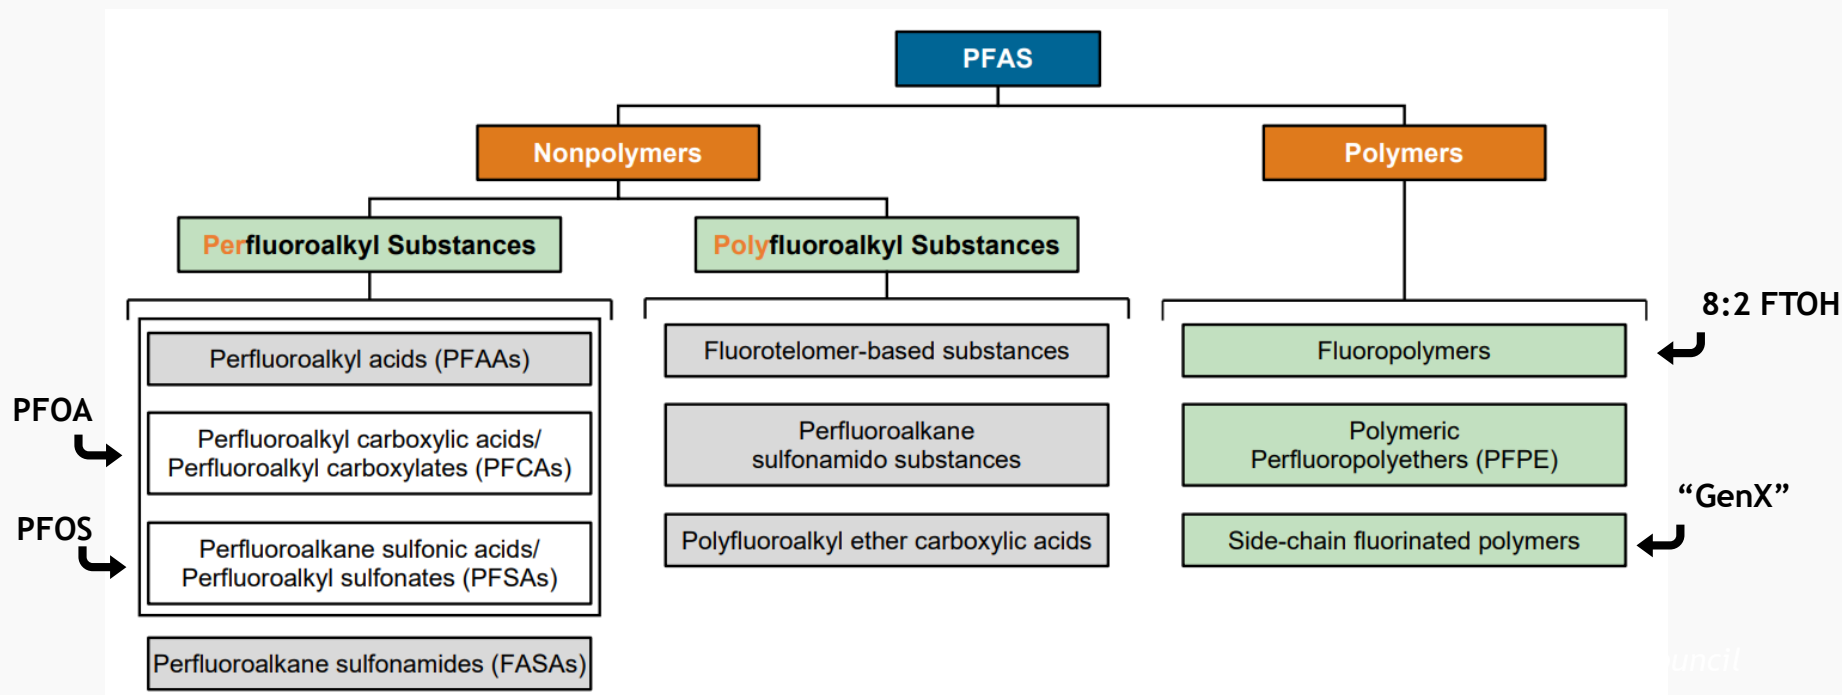 PFAS
Nonpolymers
Polymers
Perfluoroalkyl Substances
Polyfluoroalkyl Substances
8:2 FTOH
Perfluoroalkyl acids (PFAAs)
Fluorotelomer-based substances
Fluoropolymers
PFOA
Perfluoroalkyl carboxylic acids/
Perfluoroalkyl carboxylates (PFCAs)
Perfluoroalkane
sulfonamido substances
Polymeric
Perfluoropolyethers (PFPE)
“GenX”
PFOS
Perfluoroalkane sulfonic acids/
Perfluoroalkyl sulfonates (PFSAs)
Polyfluoroalkyl ether carboxylic acids
Side-chain fluorinated polymers
Perfluoroalkane sulfonamides (FASAs)